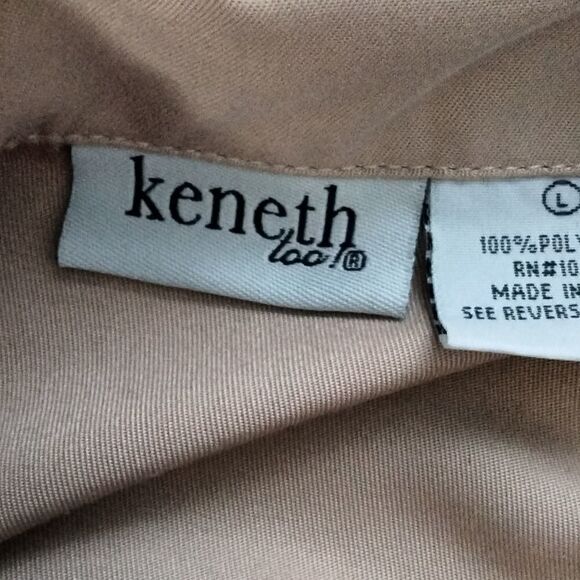 keneth
too!®
Ⓛ
100%POLY
RN#10
MADE IN
SEE REVERS